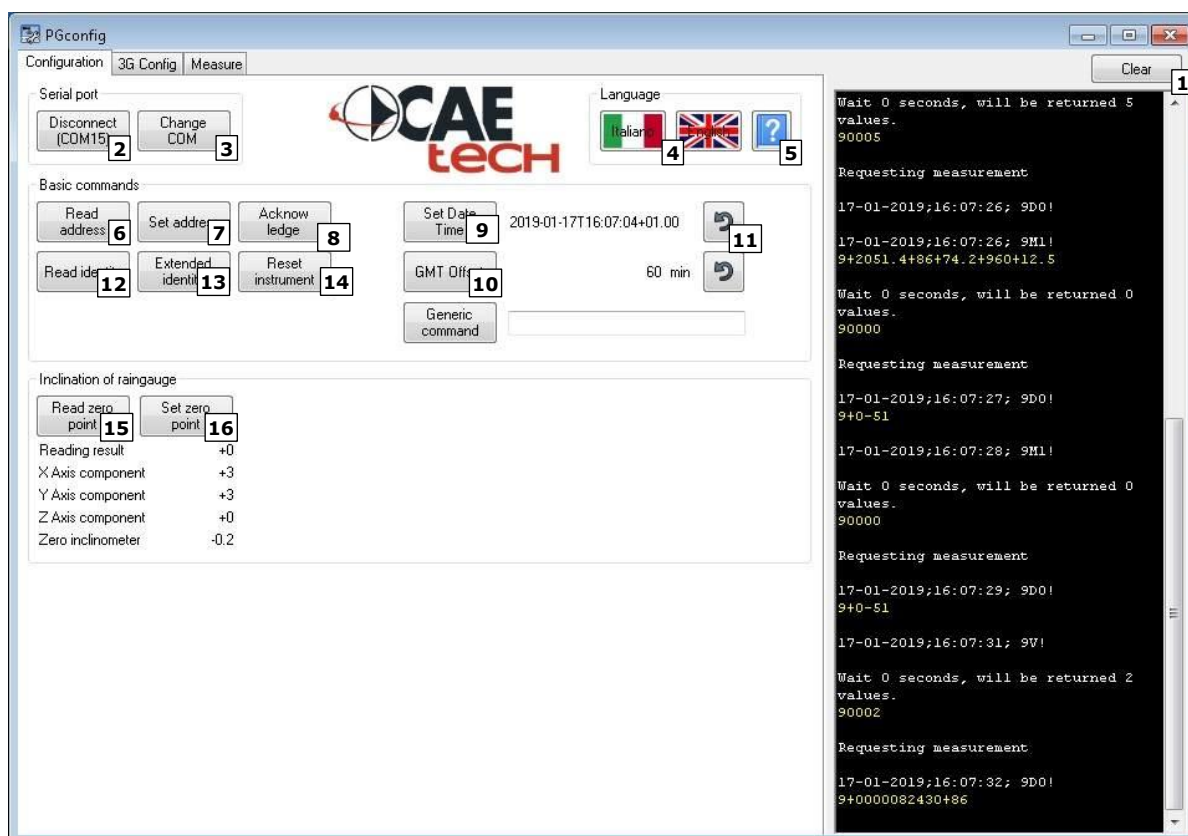 PGconfig
Configuration 3G Config Measure
Clear
1
Serial port
Disconnect
(COM15)
2
Change
COM
3
CAE
tecH
Language
Italiano
4
English
?
5
Basic commands
Read
address
6
Set address
7
Acknow
ledge
8
Set Date
Time
9
2019-01-17T16:07:04+01.00
11
Read identity
12
Extended
identity
13
Reset
instrument
14
GMT Offset
10
60 min
Generic
command
Inclination of raingauge
Read zero
point
15
Set zero
point
16
Reading result +0
X Axis component +3
Y Axis component +3
Z Axis component +0
Zero inclinometer -0.2
Wait 0 seconds, will be returned 5
values.
90005
Requesting measurement
17-01-2019;16:07:26; 9D0!
17-01-2019;16:07:26; 9M1!
9+2051.4+86+74.2+960+12.5
Wait 0 seconds, will be returned 0
values.
90000
Requesting measurement
17-01-2019;16:07:27; 9D0!
9+0-51
17-01-2019;16:07:28; 9M1!
Wait 0 seconds, will be returned 0
values.
90000
Requesting measurement
17-01-2019;16:07:29; 9D0!
9+0-51
17-01-2019;16:07:31; 9V!
Wait 0 seconds, will be returned 2
values.
90002
Requesting measurement
17-01-2019;16:07:32; 9D0!
9+0000082430+86